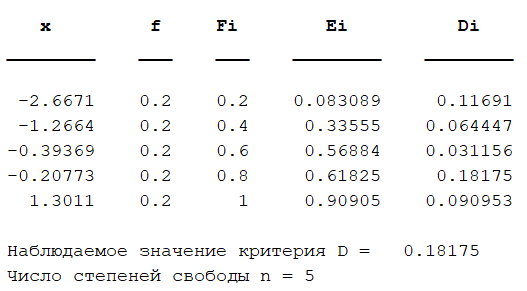 x f Fi Ei Di
-2.6671 0.2 0.2 0.083089 0.11691
-1.2664 0.2 0.4 0.33555 0.064447
-0.39369 0.2 0.6 0.56884 0.031156
-0.20773 0.2 0.8 0.61825 0.18175
1.3011 0.2 1 0.90905 0.090953
Наблюдаемое значение критерия D = 0.18175
Число степеней свободы n = 5